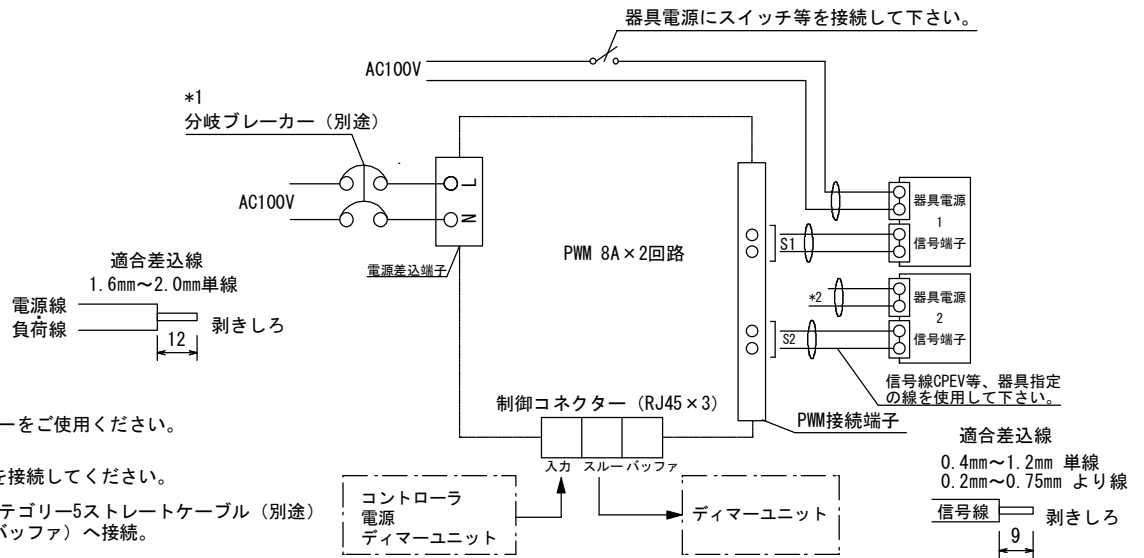 器具電源にスイッチ等を接続して下さい。
AC100V
*1
分岐ブレーカー（別途）
AC100V
L
N
電源差込端子
PWM 8A×2回路
S1
*2
S2
器具電源
1
信号端子
器具電源
2
信号端子
適合差込線
1.6mm～2.0mm単線
電源線
・
負荷線
12
剥きしろ
信号線CPEV等、器具指定
の線を使用して下さい。
PWM接続端子
制御コネクター（RJ45×3）
入力 スルー バッファ
コントローラ
電源
ディマーユニット
ディマーユニット
適合差込線
0.4mm～1.2mm 単線
0.2mm～0.75mm より線
信号線
9
剥きしろ
ーをご使用ください。
を接続してください。
テゴリー5ストレートケーブル（別途）
バッファ）へ接続。